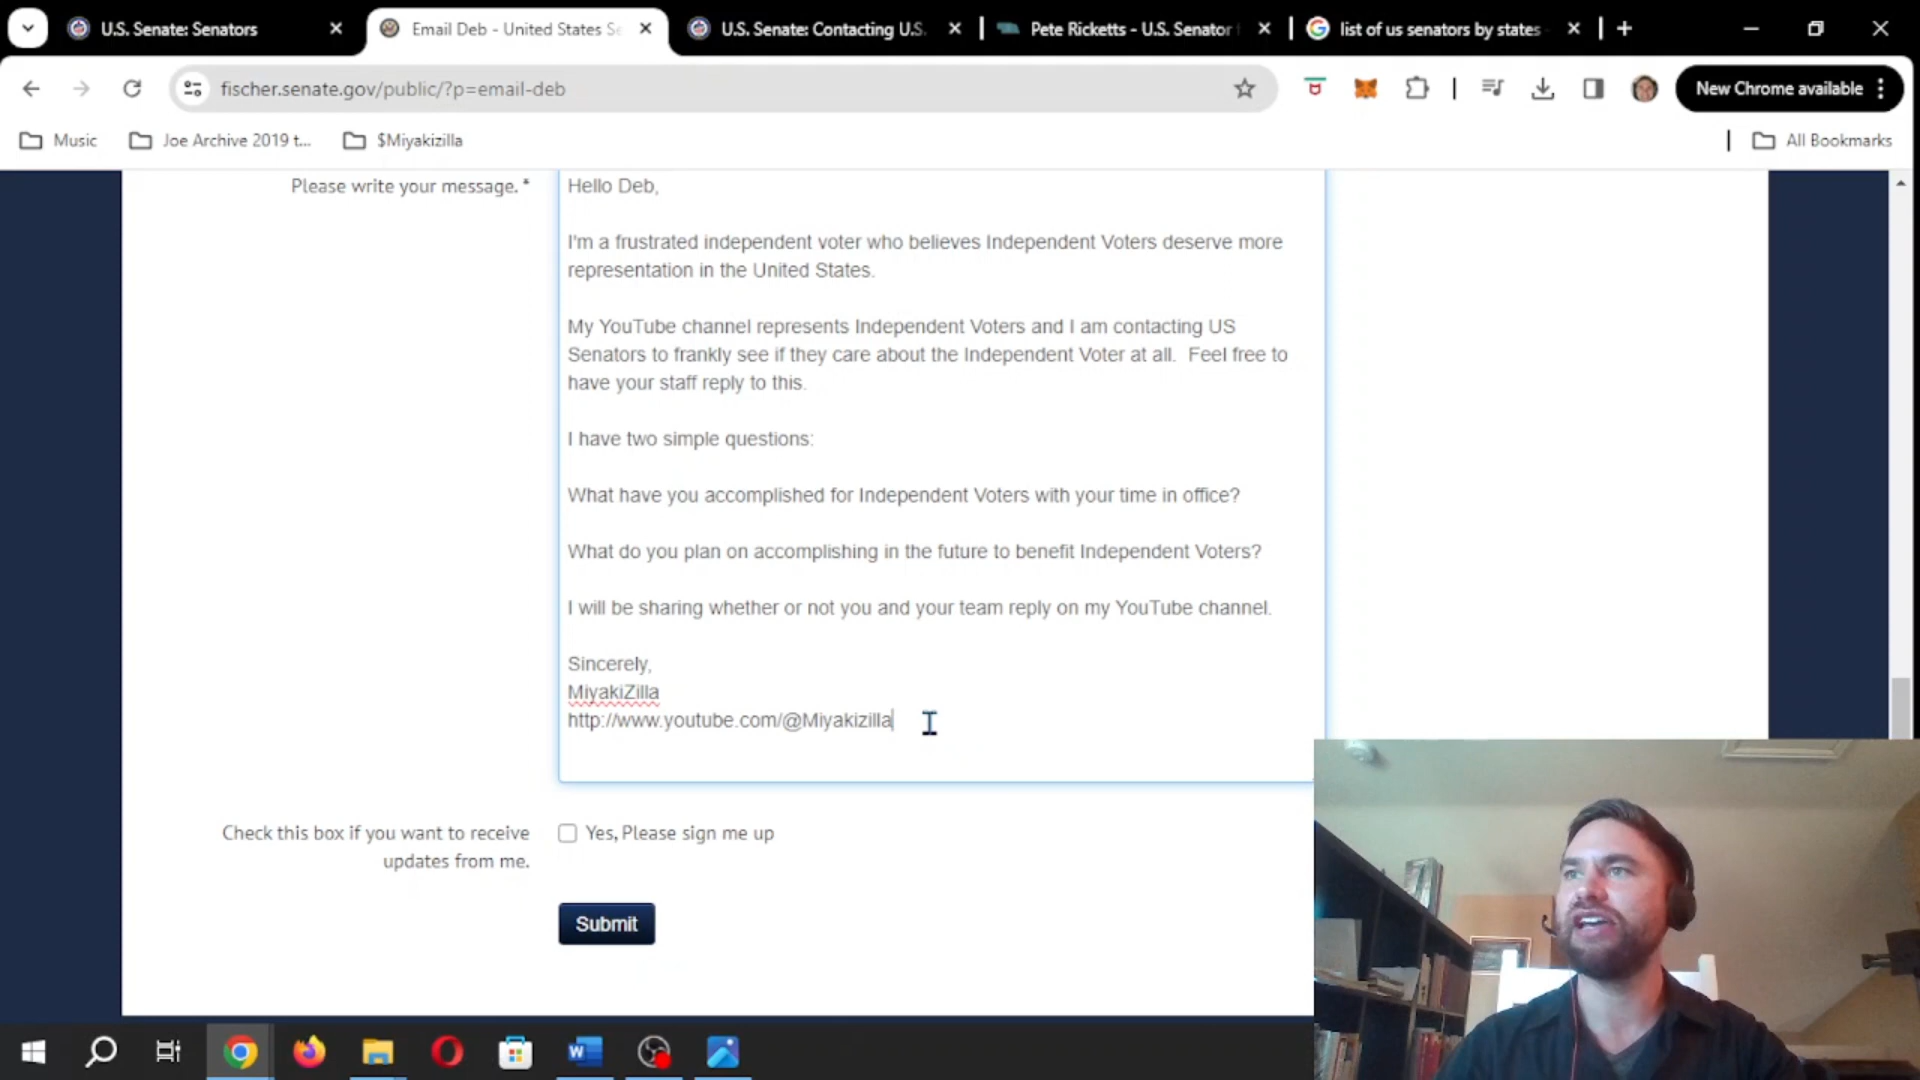 U.S. Senate: Senators
Email Deb - United States Se
U.S. Senate: Contacting U.S.
Pete Ricketts - U.S. Senator f
list of us senators by states -
fischer.senate.gov/public/?p=email-deb
New Chrome available
Music
Joe Archive 2019 t...
$Miyakizilla
All Bookmarks
Please write your message. *
Hello Deb,
I'm a frustrated independent voter who believes Independent Voters deserve more
representation in the United States.
My YouTube channel represents Independent Voters and I am contacting US
Senators to frankly see if they care about the Independent Voter at all.  Feel free to
have your staff reply to this.
I have two simple questions:
What have you accomplished for Independent Voters with your time in office?
What do you plan on accomplishing in the future to benefit Independent Voters?
I will be sharing whether or not you and your team reply on my YouTube channel.
Sincerely,
MiyakiZilla
http://www.youtube.com/@Miyakizilla
Check this box if you want to receive
updates from me.
Yes, Please sign me up
Submit